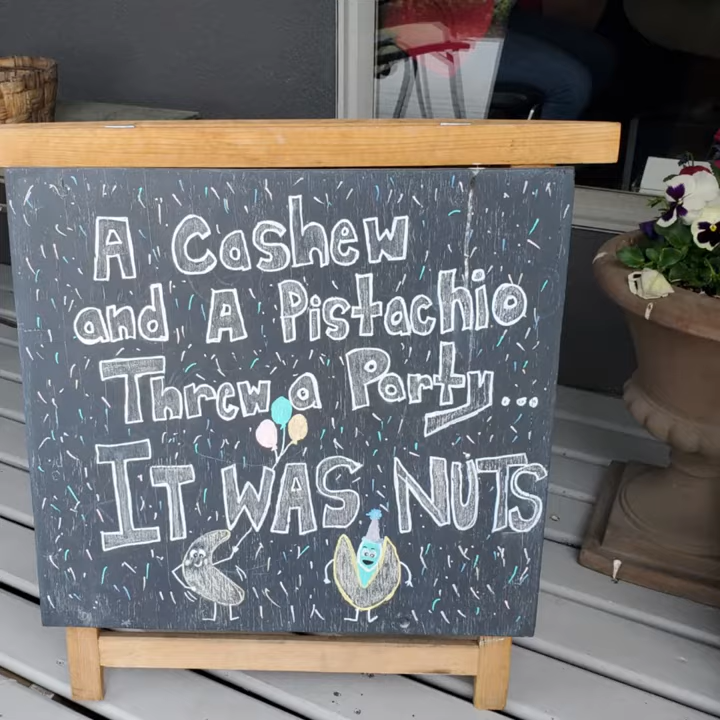 A Cashew
and A Pistachio
Threw a Party...
IT WAS NUTS